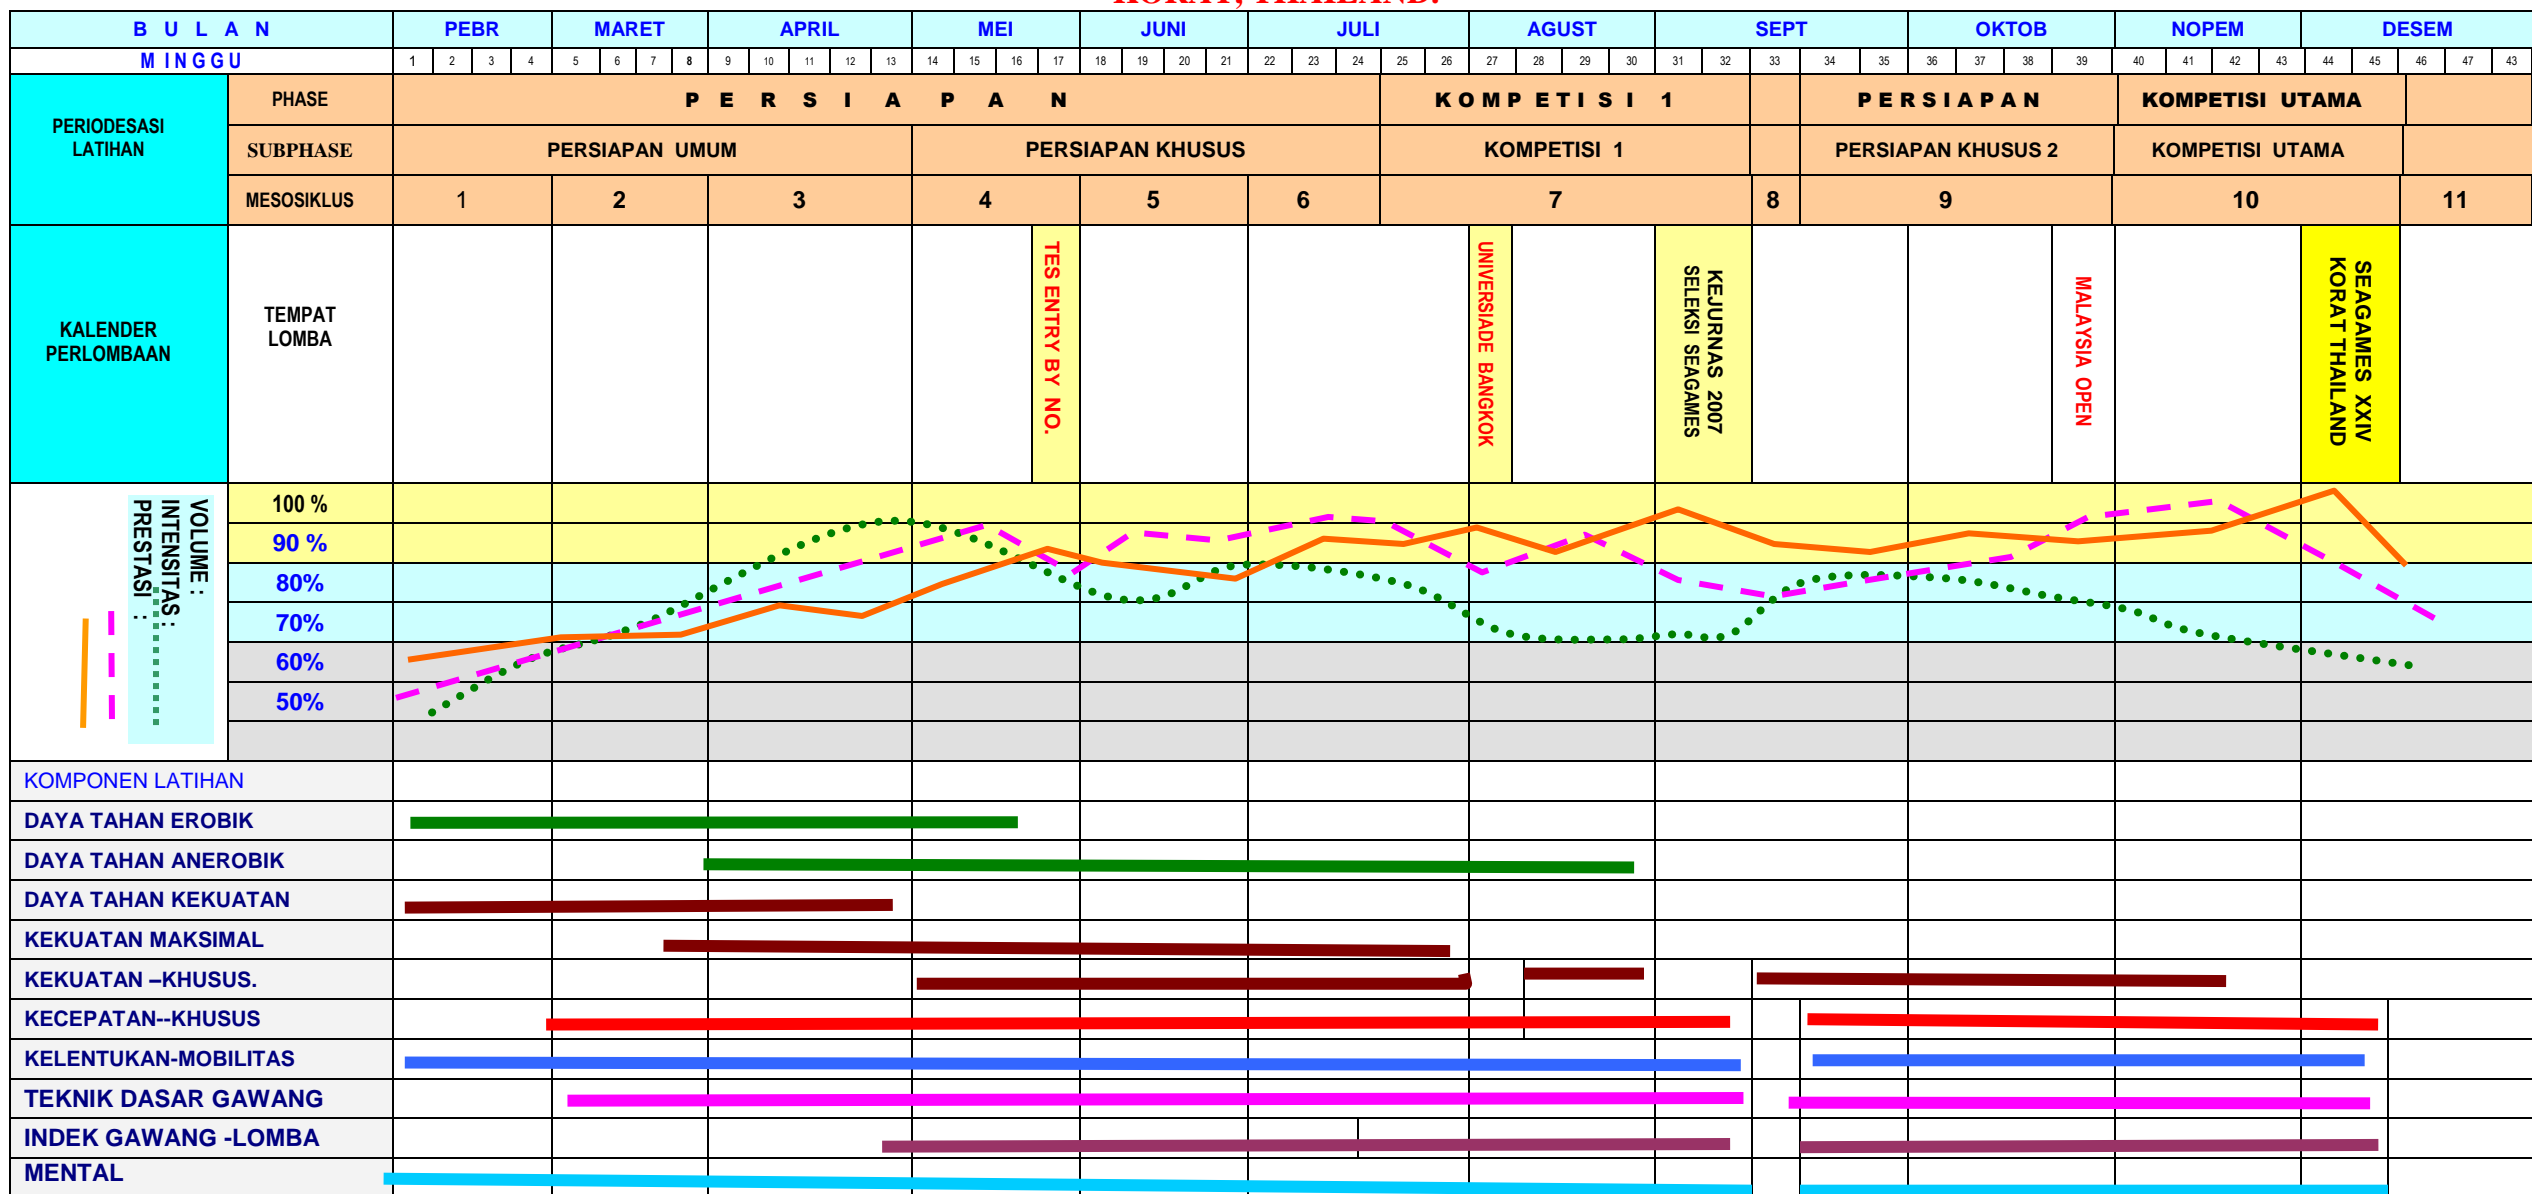 KORAT, THAILAND.
B U L A N PEBR MARET APRIL MEI JUNI JULI AGUST SEPT OKTOB NOPEM DESEM
MINGGU 1 2 3 4 5 6 7 8 9 10 11 12 13 14 15 16 17 18 19 20 21 22 23 24 25 26 27 28 29 30 31 32 33 34 35 36 37 38 39 40 41 42 43 44 45 46 47 43
PERIODESASI
LATIHAN
PHASE P E R S I A P A N K O M P E T I S I 1 P E R S I A P A N KOMPETISI UTAMA
SUBPHASE PERSIAPAN UMUM PERSIAPAN KHUSUS KOMPETISI 1 PERSIAPAN KHUSUS 2 KOMPETISI UTAMA
MESOSIKLUS 1 2 3 4 5 6 7 8 9 10 11
KALENDER
PERLOMBAAN
TEMPAT
LOMBA
TES ENTRY BY NO.
UNIVERSIADE BANGKOK
KEJURNAS 2007
SELEKSI SEAGAMES
MALAYSIA OPEN
SEAGAMES XXIV
KORAT THAILAND
VOLUME :
INTENSITAS :
PRESTASI :
100 %
90 %
80%
70%
60%
50%
KOMPONEN LATIHAN
DAYA TAHAN EROBIK
DAYA TAHAN ANEROBIK
DAYA TAHAN KEKUATAN
KEKUATAN MAKSIMAL
KEKUATAN –KHUSUS.
KECEPATAN--KHUSUS
KELENTUKAN-MOBILITAS
TEKNIK DASAR GAWANG
INDEK GAWANG -LOMBA
MENTAL